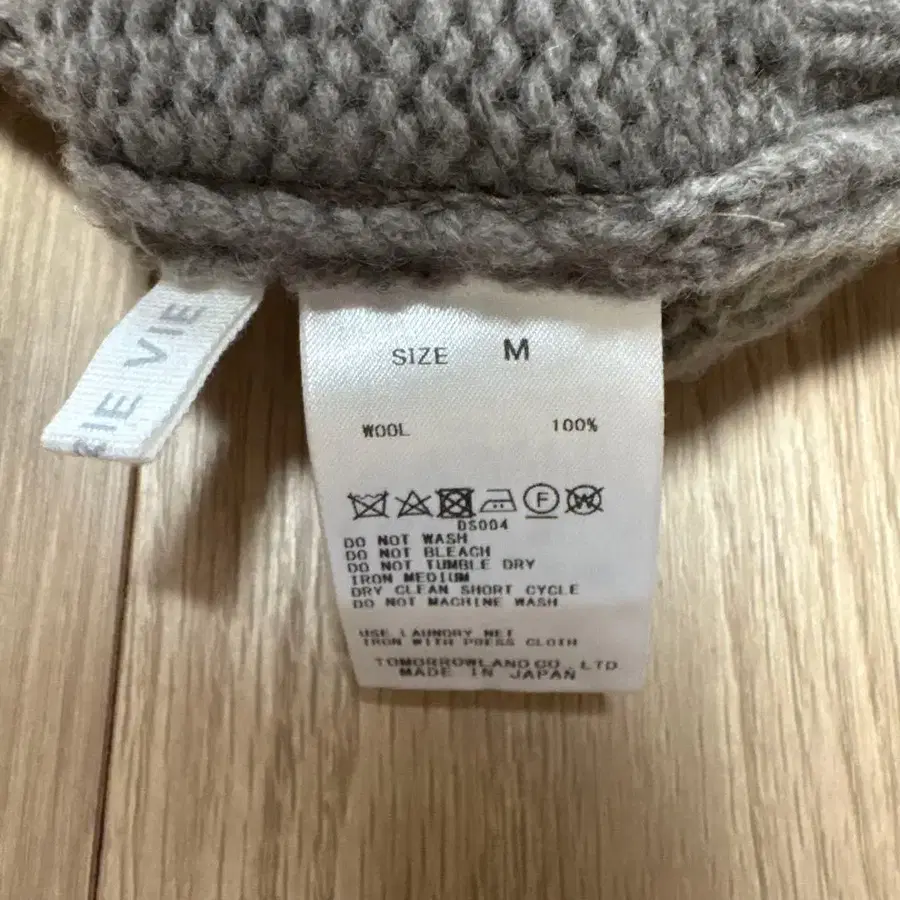 VIE
SIZE M
WOOL 100%
F W
DS004
DO NOT WASH
DO NOT BLEACH
DO NOT TUMBLE DRY
IRON MEDIUM
DRY CLEAN SHORT CYCLE
DO NOT MACHINE WASH
USE LAUNDRY NET
IRON WITH PRESS CLOTH
TOMORROWLAND CO., LTD
MADE IN JAPAN